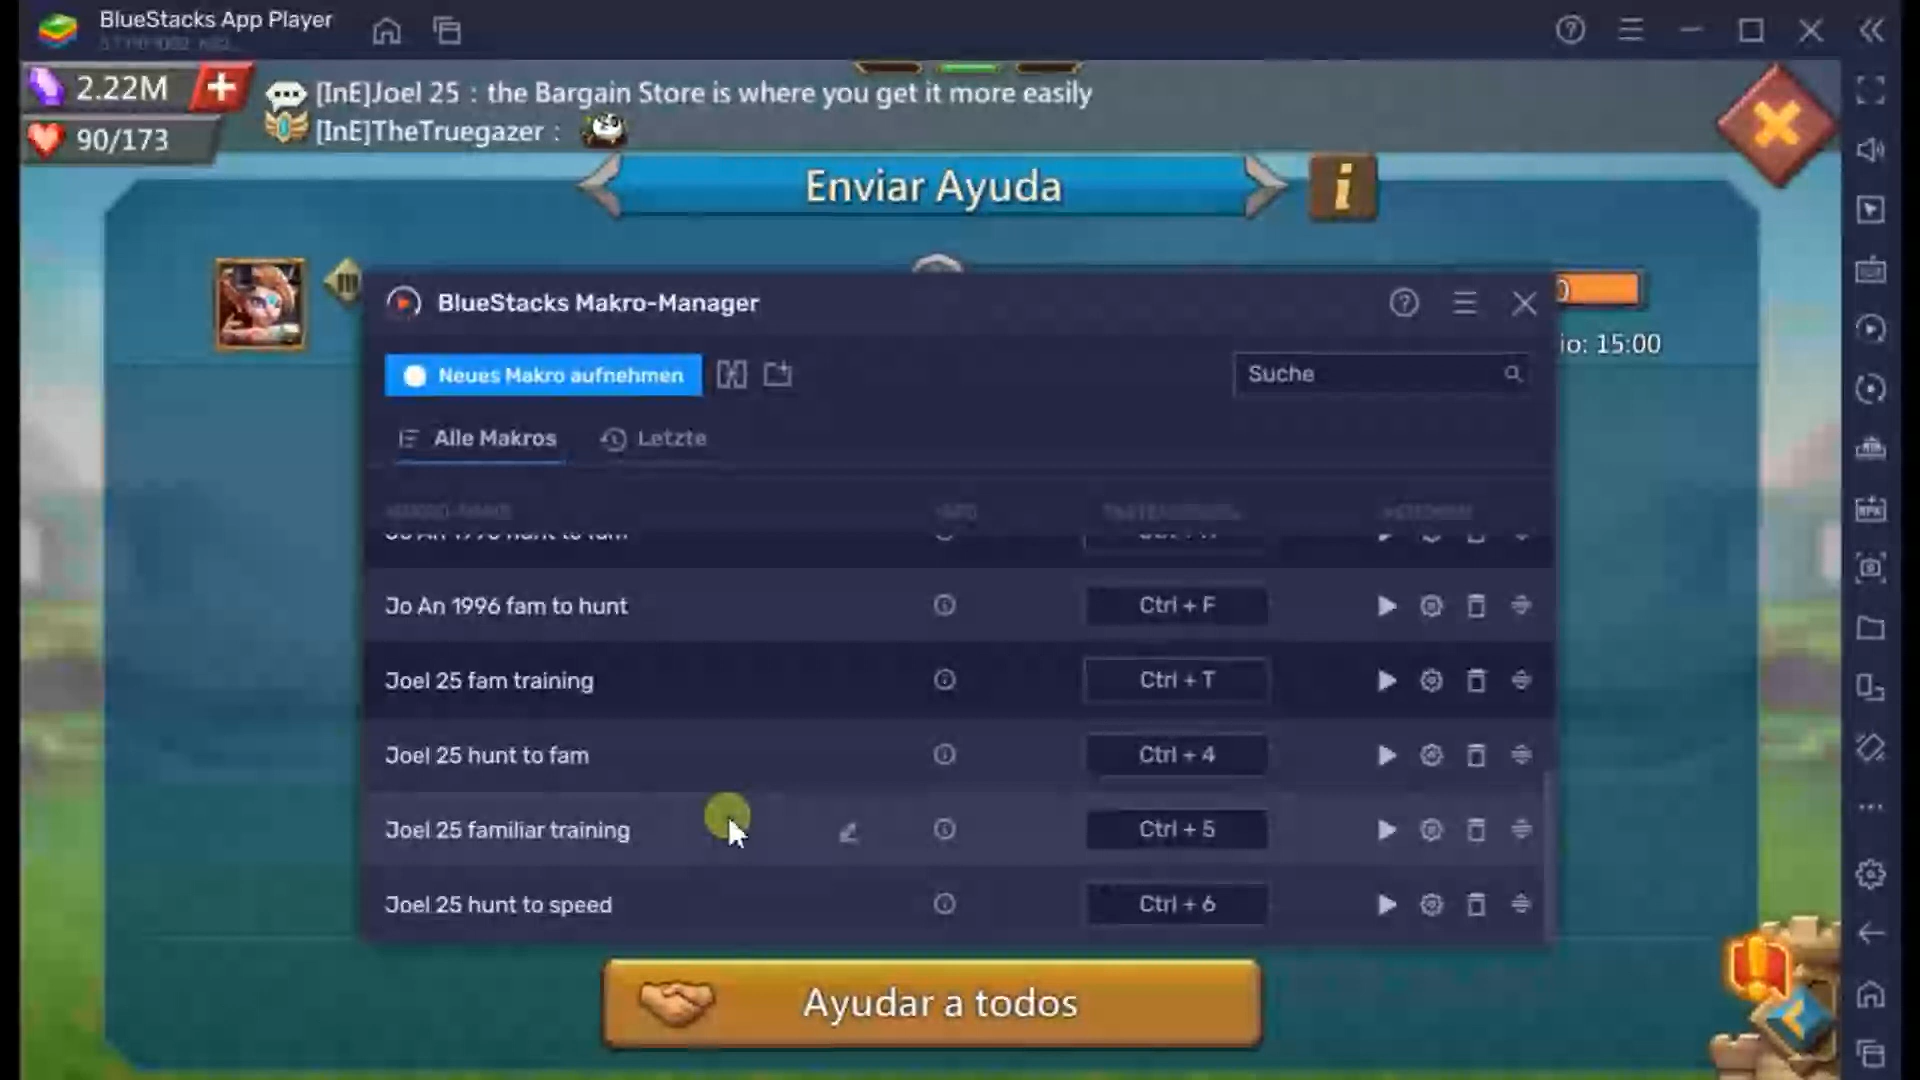 BlueStacks App Player
2.22M
[InE]Joel 25 : the Bargain Store is where you get it more easily
90/173
[InE]TheTruegazer :
Enviar Ayuda
BlueStacks Makro-Manager
io: 15:00
Neues Makro aufnehmen
Suche
Alle Makros
Letzte
Jo An 1996 fam to hunt
Ctrl + F
Joel 25 fam training
Ctrl + T
Joel 25 hunt to fam
Ctrl + 4
Joel 25 familiar training
Ctrl + 5
Joel 25 hunt to speed
Ctrl + 6
Ayudar a todos